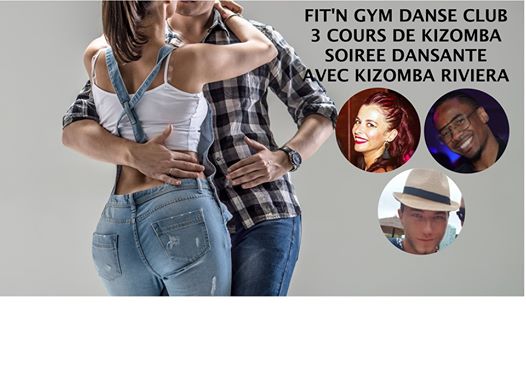 FIT'N GYM DANSE CLUB
3 COURS DE KIZOMBA
SOIREE DANSANTE
AVEC KIZOMBA RIVIERA